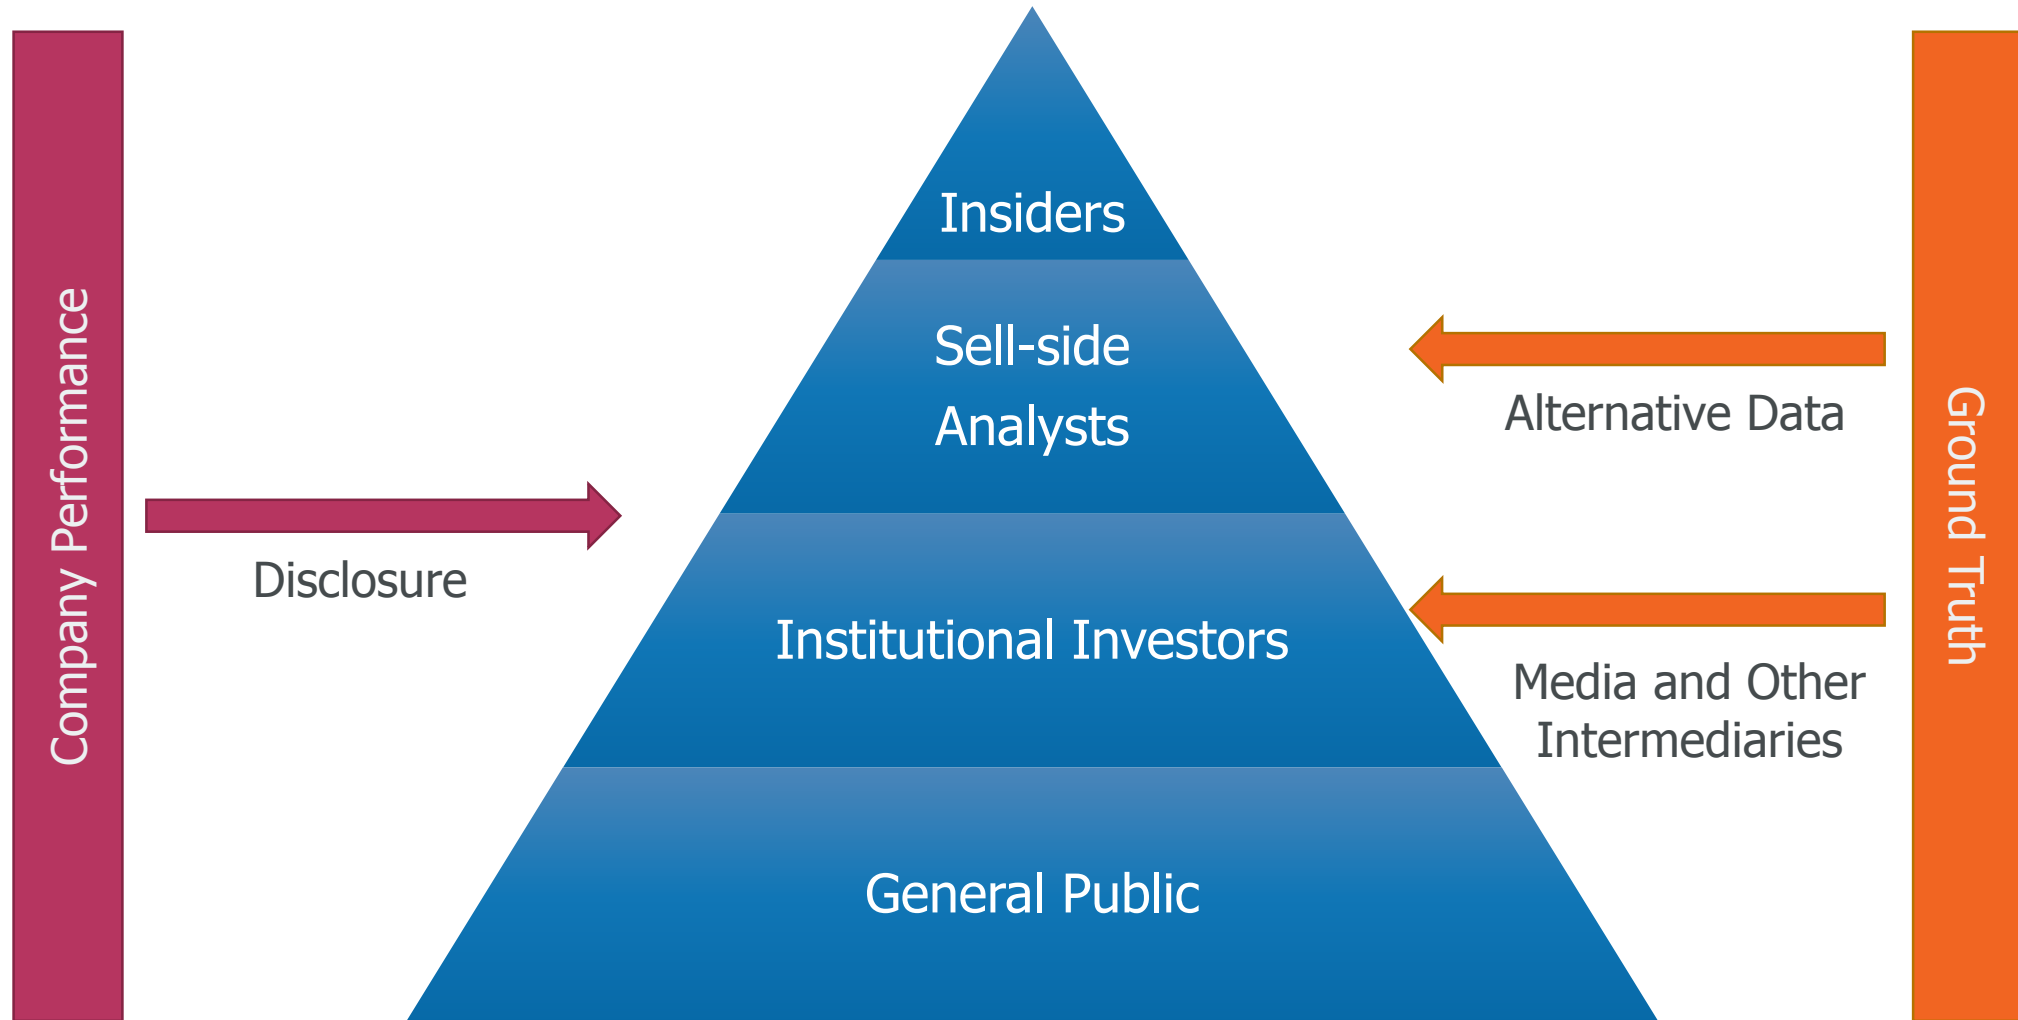 Company Performance
Disclosure
Insiders
Sell-side
Analysts
Institutional Investors
General Public
Alternative Data
Media and Other
Intermediaries
Ground Truth